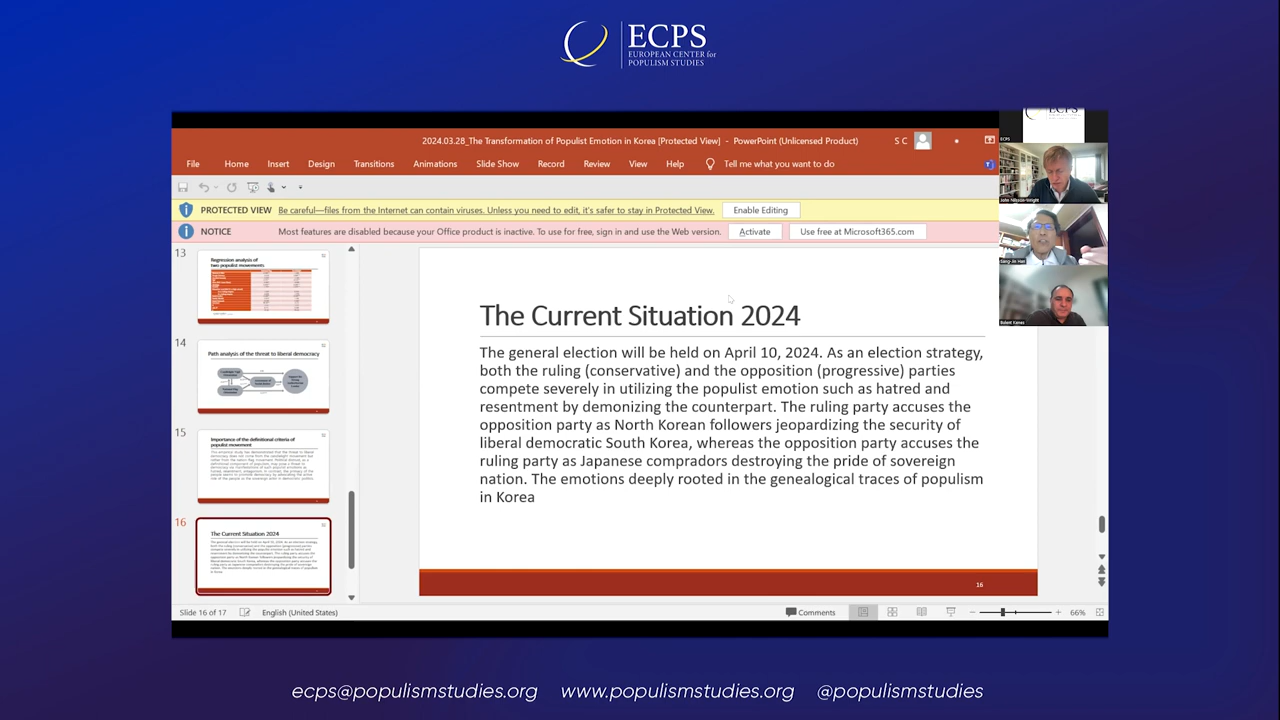 ECPS
EUROPEAN CENTER for
POPULISM STUDIES
2024.03.28_The Transformation of Populist Emotion in Korea [Protected View] - PowerPoint (Unlicensed Product)
S C
File Home Insert Design Transitions Animations Slide Show Record Review View Help Tell me what you want to do
PROTECTED VIEW Be careful—files from the Internet can contain viruses. Unless you need to edit, it's safer to stay in Protected View. Enable Editing
NOTICE Most features are disabled because your Office product is inactive. To use for free, sign in and use the Web version. Activate Use free at Microsoft365.com
ECPS
ECPS
John Nilsson-Wright
Sang-Jin Han
Bulent Kenes
13
Regression analysis of
two populist movements
14
Path analysis of the threat to liberal democracy
15
Importance of the definitional criteria of
populist movement
16
The Current Situation 2024
The Current Situation 2024
The general election will be held on April 10, 2024. As an election strategy,
both the ruling (conservative) and the opposition (progressive) parties
compete severely in utilizing the populist emotion such as hatred and
resentment by demonizing the counterpart. The ruling party accuses the
opposition party as North Korean followers jeopardizing the security of
liberal democratic South Korea, whereas the opposition party accuses the
ruling party as Japanese comprador destroying the pride of sovereign
nation. The emotions deeply rooted in the genealogical traces of populism
in Korea
16
Slide 16 of 17 English (United States) Comments 66%
ecps@populismstudies.org www.populismstudies.org @populismstudies